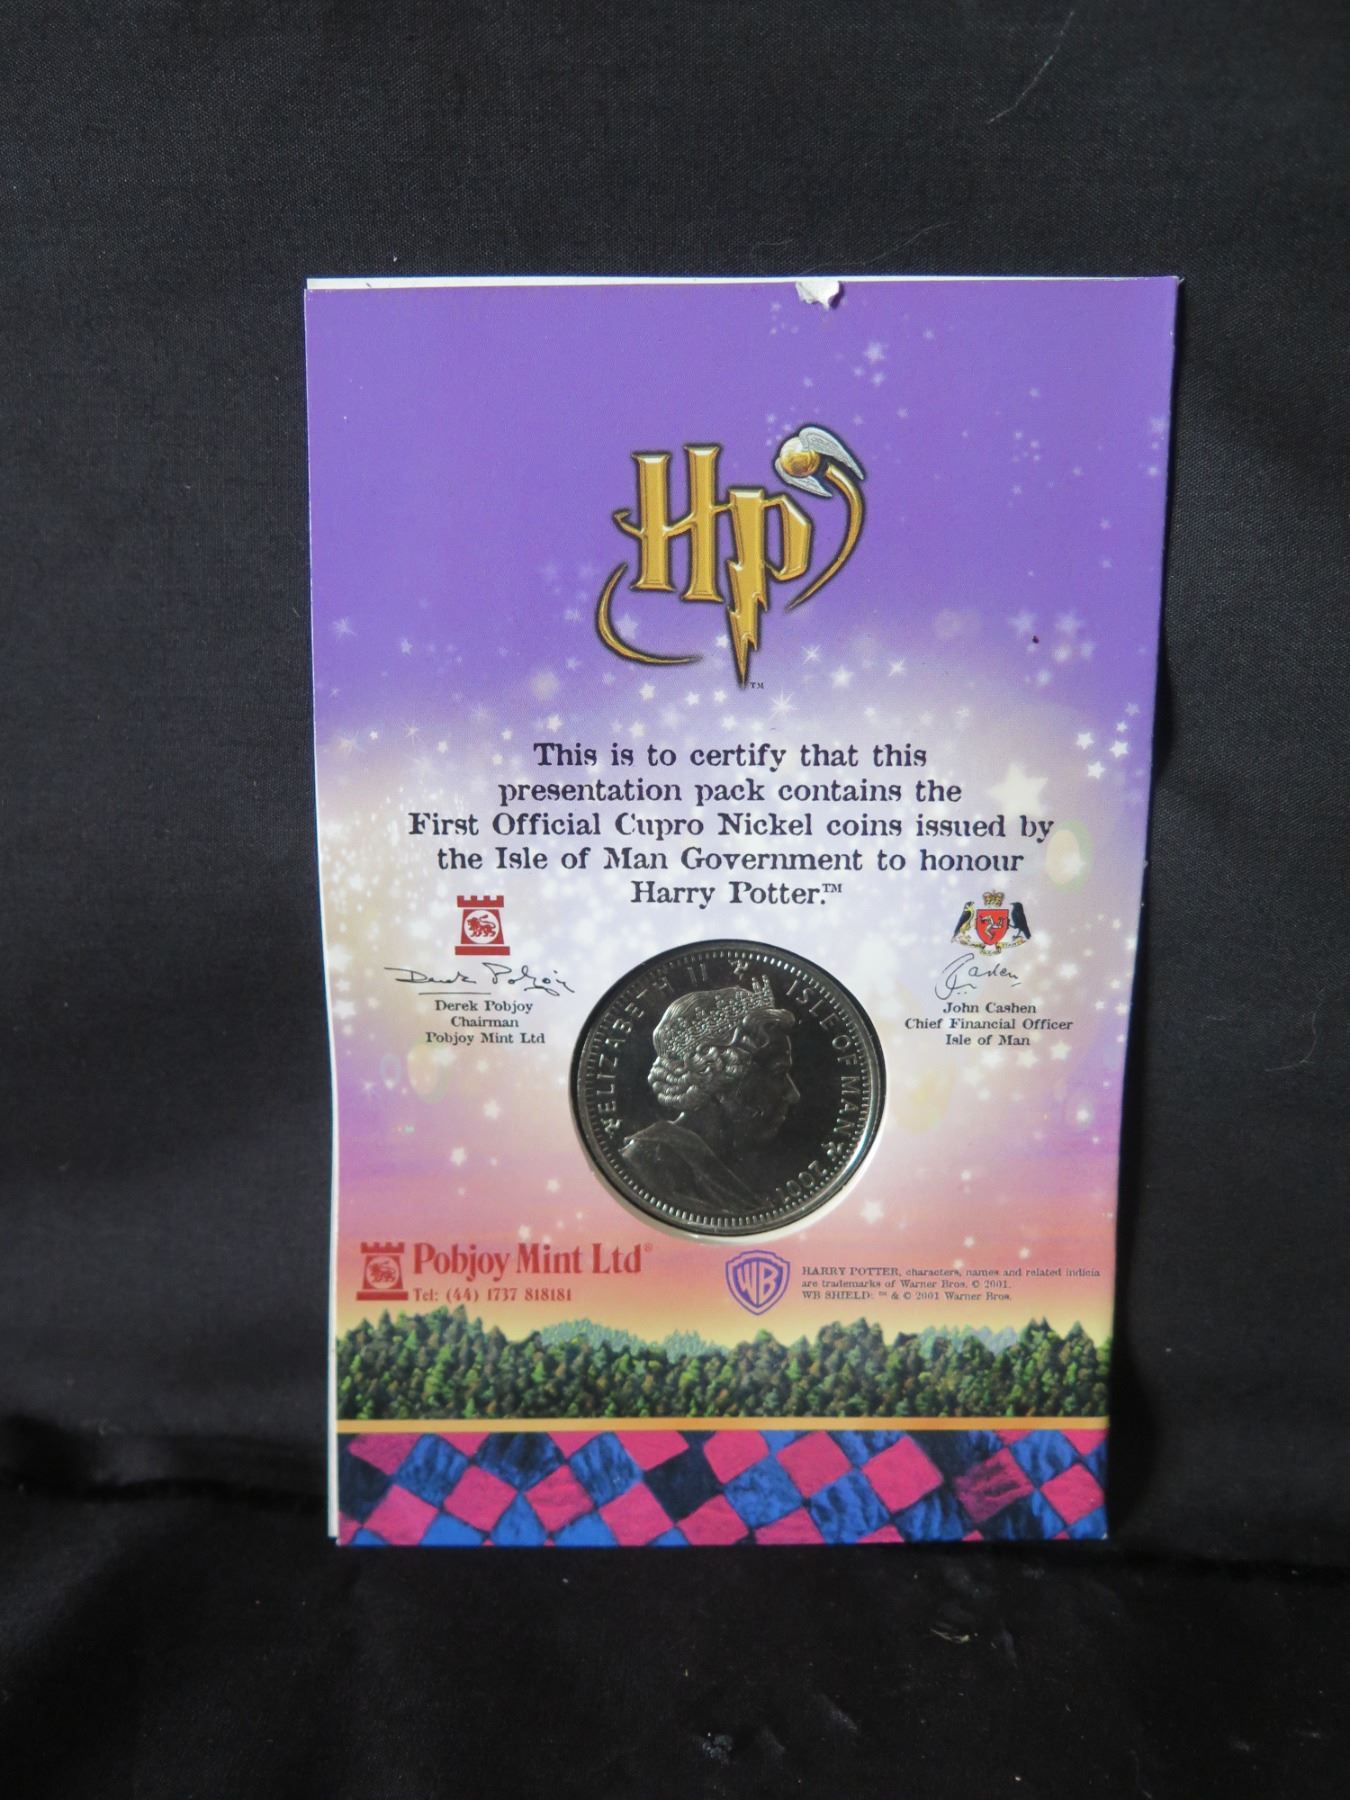 HP
TM
This is to certify that this
presentation pack contains the
First Official Cupro Nickel coins issued by
the Isle of Man Government to honour
Harry Potter.™
Derek Pobjoy
Derek Pobjoy
Chairman
Pobjoy Mint Ltd
Cashen
John Cashen
Chief Financial Officer
Isle of Man
ELIZABETH II ISLE OF MAN 2001
Pobjoy Mint Ltd®
Tel: (44) 1737 818181
WB
HARRY POTTER, characters, names and related indicia
are trademarks of Warner Bros. © 2001.
WB SHIELD: ™ & © 2001 Warner Bros.